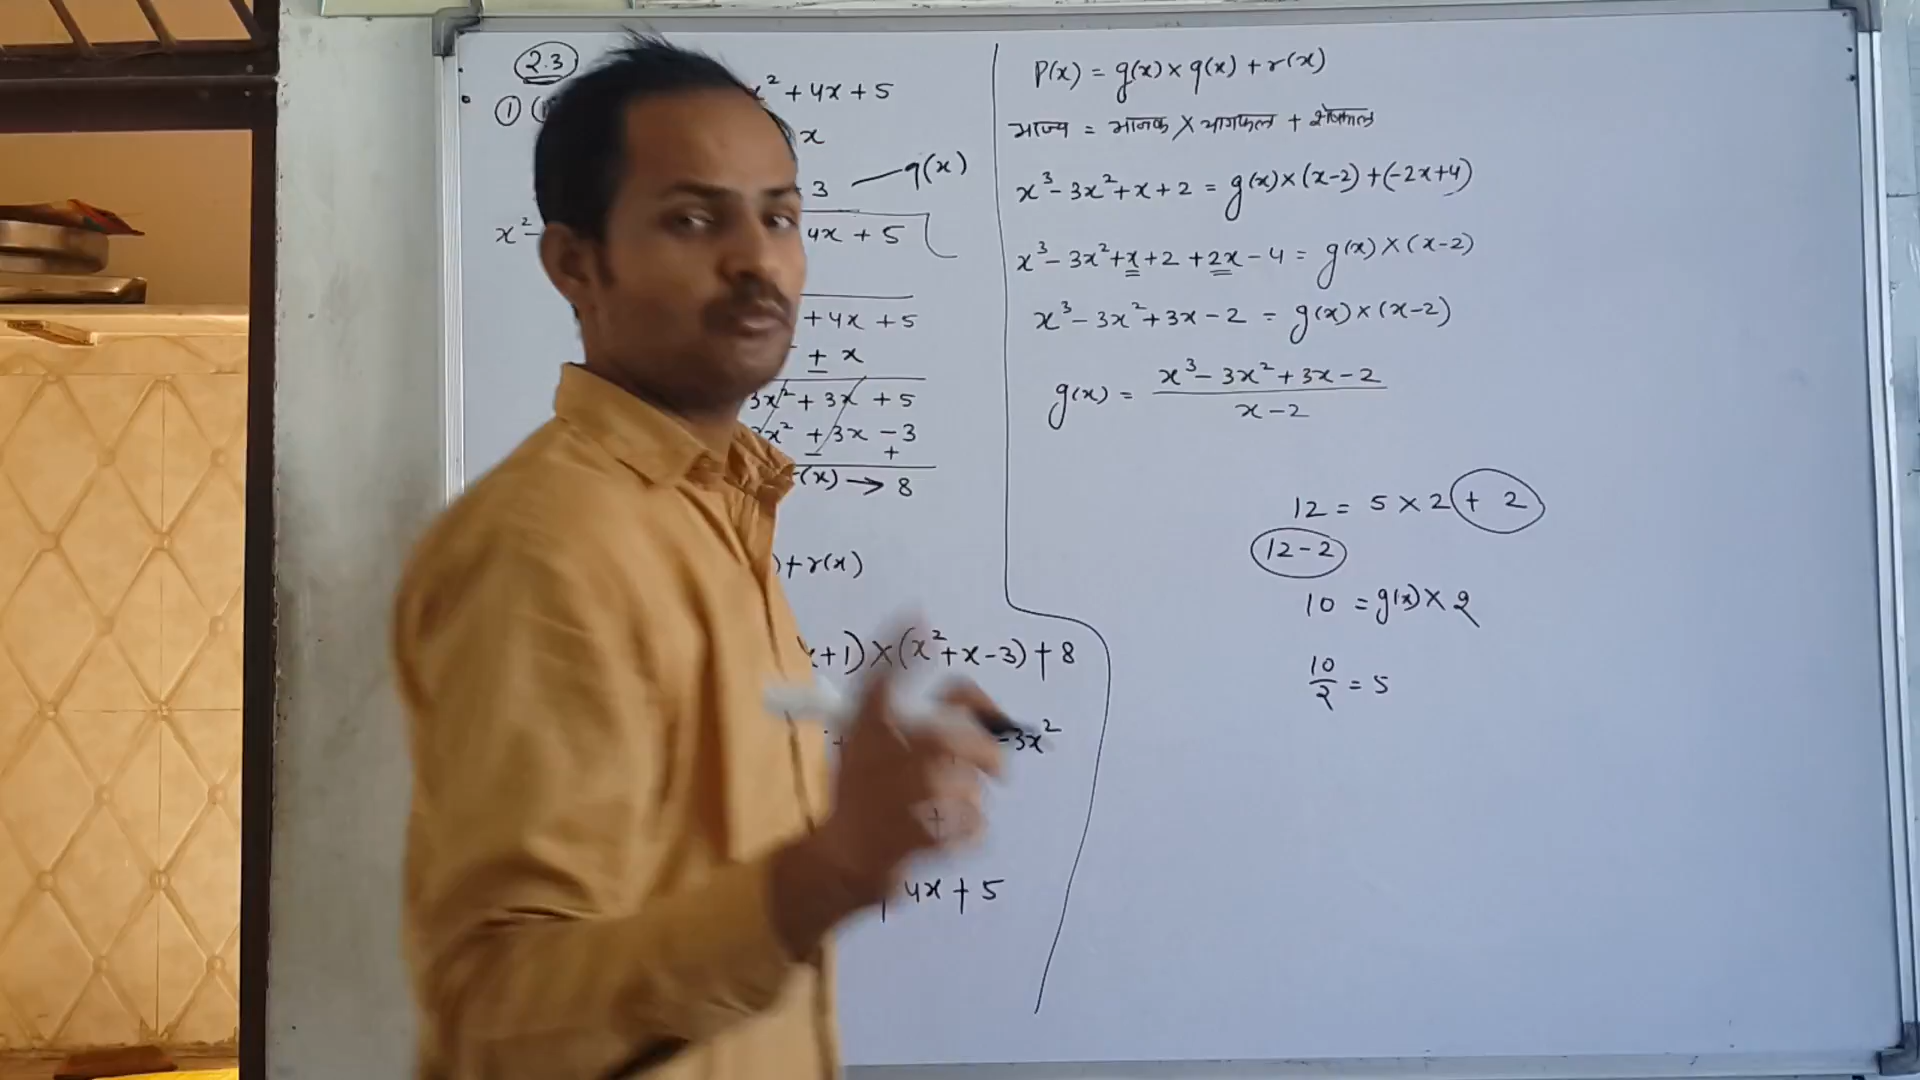 2.3
①
x² + 4x + 5
x
3 — q(x)
x² - 4x + 5
+ 4x + 5
+ x
3x² + 3x + 5
3x² + 3x - 3
- +
(x) → 8
) + r(x)
x + 1) × (x² + x - 3) + 8
- 3x²
+
4x + 5
P(x) = g(x) × q(x) + r(x)
भाज्य = भाजक × भागफल + शेषफल
x³ - 3x² + x + 2 = g(x) × (x - 2) + (-2x + 4)
x³ - 3x² + x + 2 + 2x - 4 = g(x) × (x - 2)
x³ - 3x² + 3x - 2 = g(x) × (x - 2)
g(x) = x³ - 3x² + 3x - 2
x - 2
12 = 5 × 2 + 2
12 - 2
10 = g(x) × 2
10
2 = 5